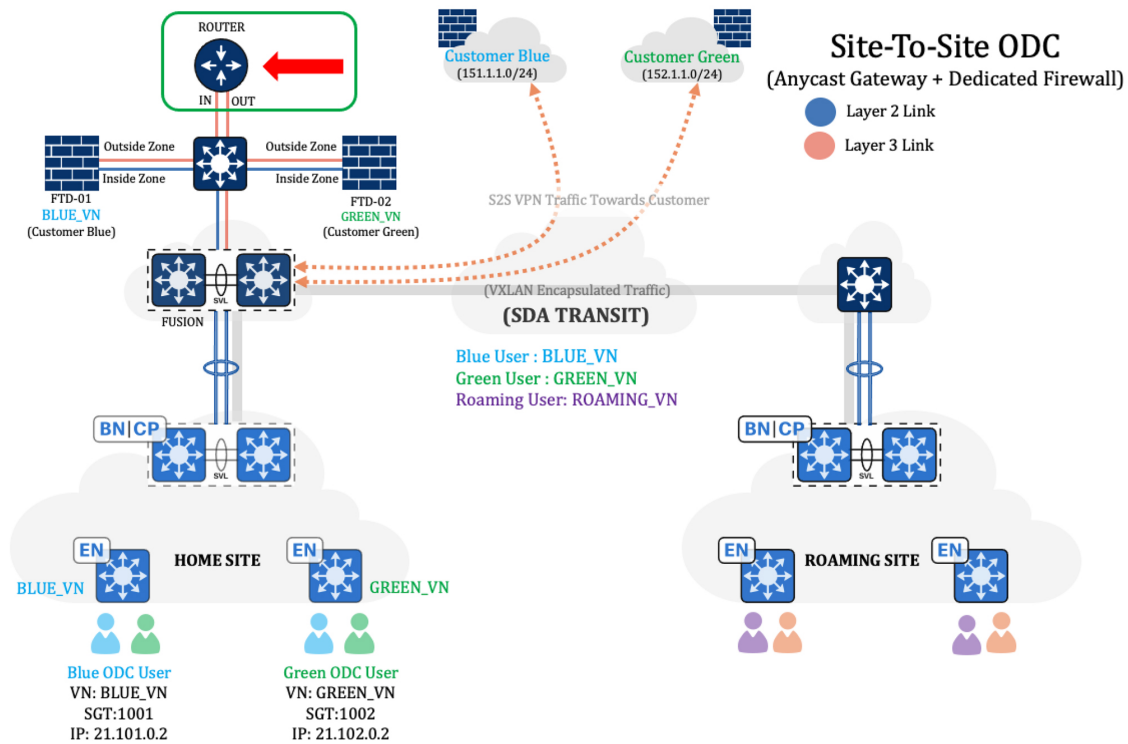 ROUTER
IN OUT
Customer Blue
(151.1.1.0/24)
Customer Green
(152.1.1.0/24)
Site-To-Site ODC
(Anycast Gateway + Dedicated Firewall)
Layer 2 Link
Layer 3 Link
Outside Zone
Inside Zone
Outside Zone
Inside Zone
FTD-01
BLUE_VN
(Customer Blue)
FTD-02
GREEN_VN
(Customer Green)
S2S VPN Traffic Towards Customer
SVL
FUSION
(VXLAN Encapsulated Traffic)
(SDA TRANSIT)
Blue User : BLUE_VN
Green User : GREEN_VN
Roaming User: ROAMING_VN
BN|CP
SVL
BN|CP
SVL
EN
HOME SITE
EN
BLUE_VN
GREEN_VN
EN
ROAMING SITE
EN
Blue ODC User
VN: BLUE_VN
SGT:1001
IP: 21.101.0.2
Green ODC User
VN: GREEN_VN
SGT:1002
IP: 21.102.0.2